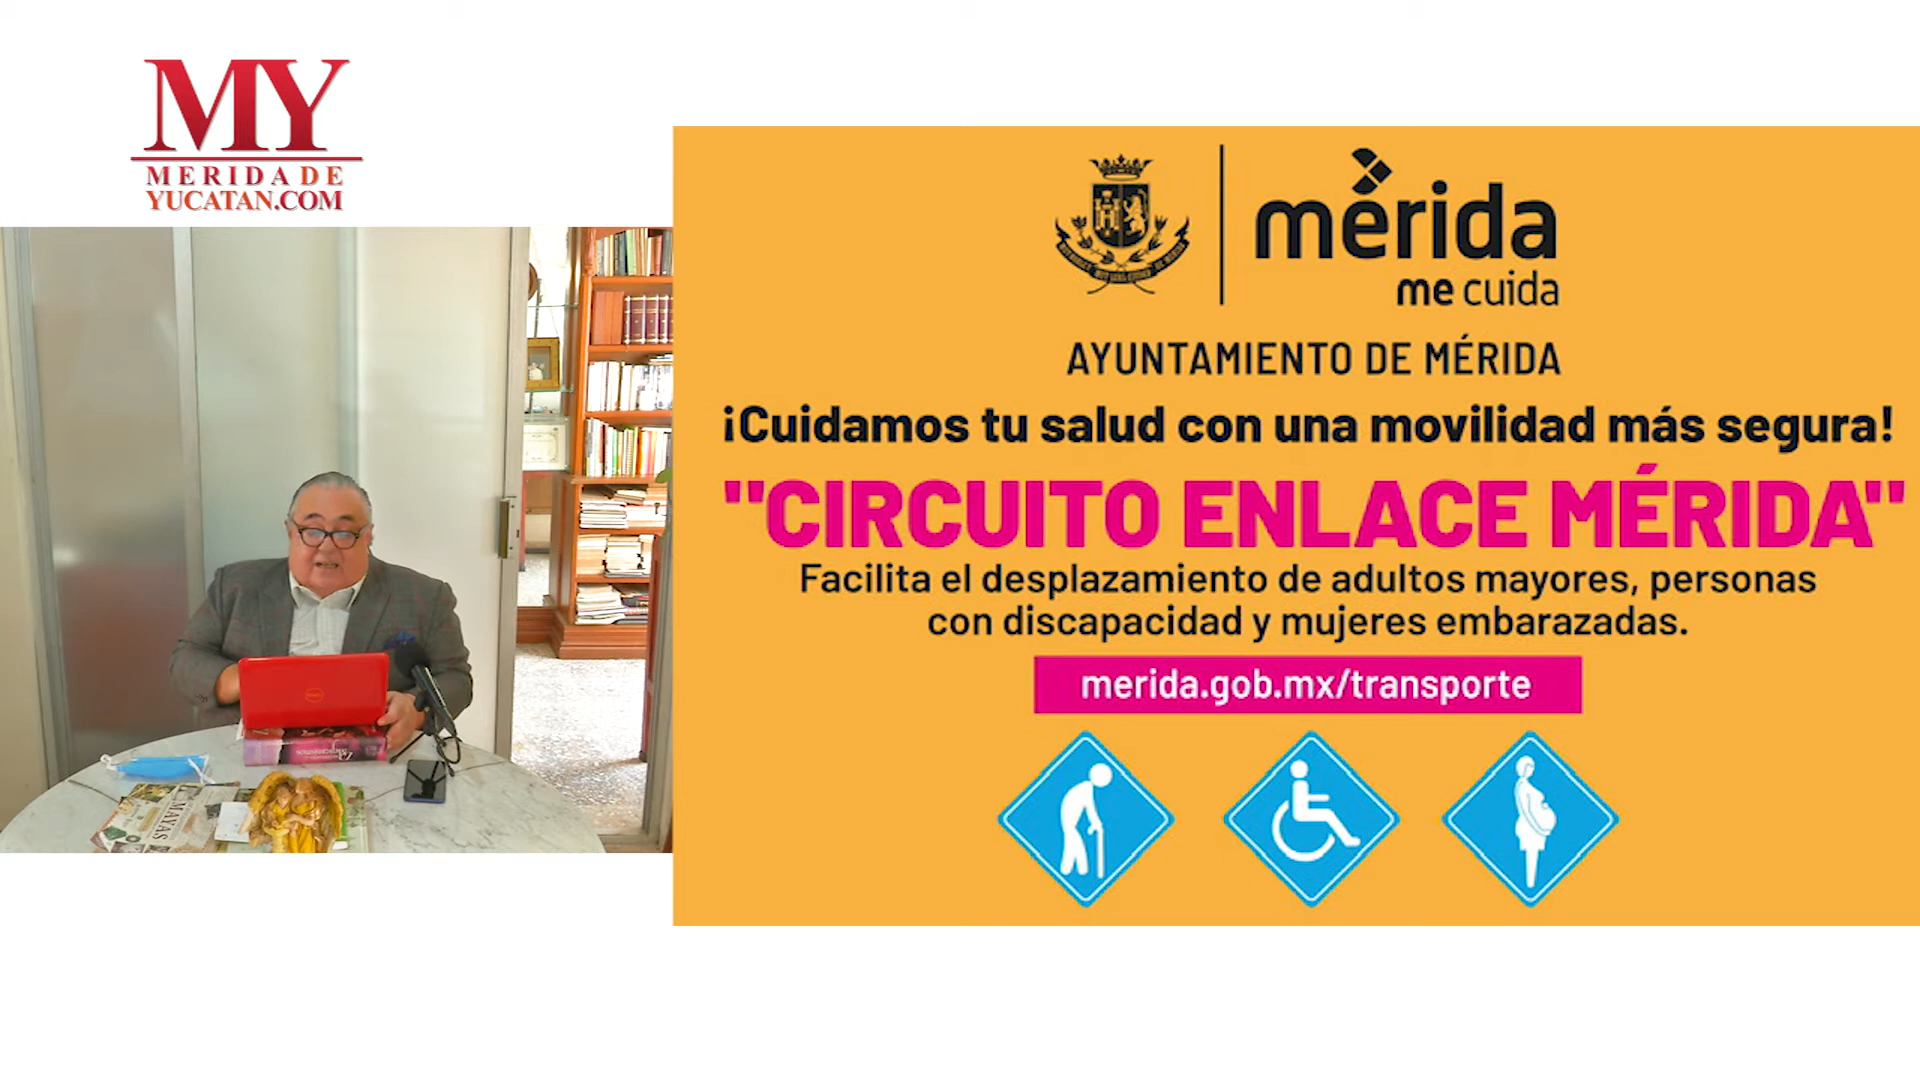 MY
MERIDA DE
YUCATAN.COM
mérida
me cuida
AYUNTAMIENTO DE MÉRIDA
¡Cuidamos tu salud con una movilidad más segura!
"CIRCUITO ENLACE MÉRIDA"
Facilita el desplazamiento de adultos mayores, personas
con discapacidad y mujeres embarazadas.
merida.gob.mx/transporte
MAYAS